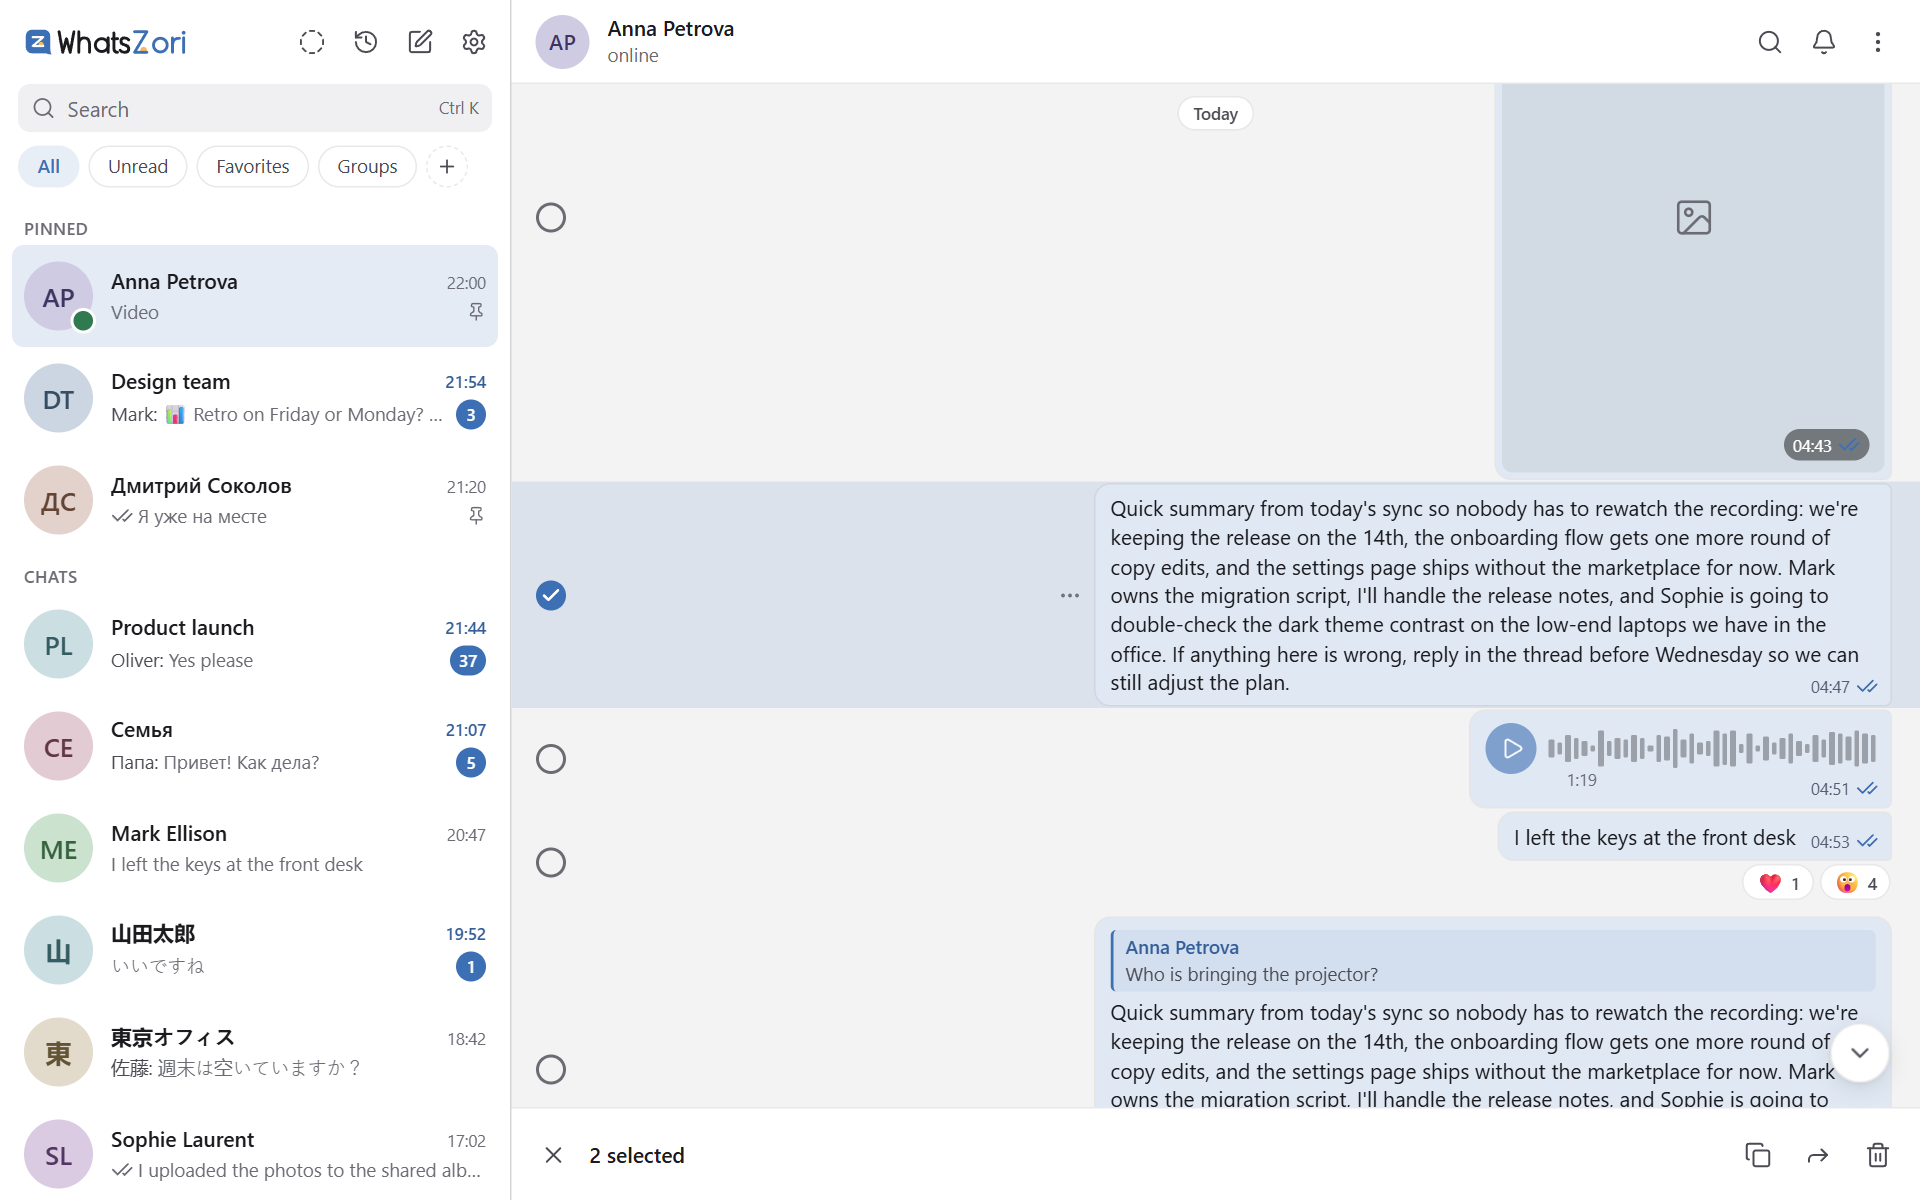 WhatsZori
Search
Ctrl K
All
Unread
Favorites
Groups
PINNED
AP
Anna Petrova
22:00
Video
DT
Design team
21:54
Mark: 📊 Retro on Friday or Monday? ...
3
ДС
Дмитрий Соколов
21:20
Я уже на месте
CHATS
PL
Product launch
21:44
Oliver: Yes please
37
СЕ
Семья
21:07
Папа: Привет! Как дела?
5
ME
Mark Ellison
20:47
I left the keys at the front desk
山
山田太郎
19:52
いいですね
1
東
東京オフィス
18:42
佐藤: 週末は空いていますか？
SL
Sophie Laurent
17:02
I uploaded the photos to the shared alb...
AP
Anna Petrova
online
Today
04:43
Quick summary from today's sync so nobody has to rewatch the recording: we're
keeping the release on the 14th, the onboarding flow gets one more round of
copy edits, and the settings page ships without the marketplace for now. Mark
owns the migration script, I'll handle the release notes, and Sophie is going to
double-check the dark theme contrast on the low-end laptops we have in the
office. If anything here is wrong, reply in the thread before Wednesday so we can
still adjust the plan.
04:47
1:19
04:51
I left the keys at the front desk
04:53
❤️ 1
😱 4
Anna Petrova
Who is bringing the projector?
Quick summary from today's sync so nobody has to rewatch the recording: we're
keeping the release on the 14th, the onboarding flow gets one more round of
copy edits, and the settings page ships without the marketplace for now. Mark
owns the migration script, I'll handle the release notes, and Sophie is going to
2 selected